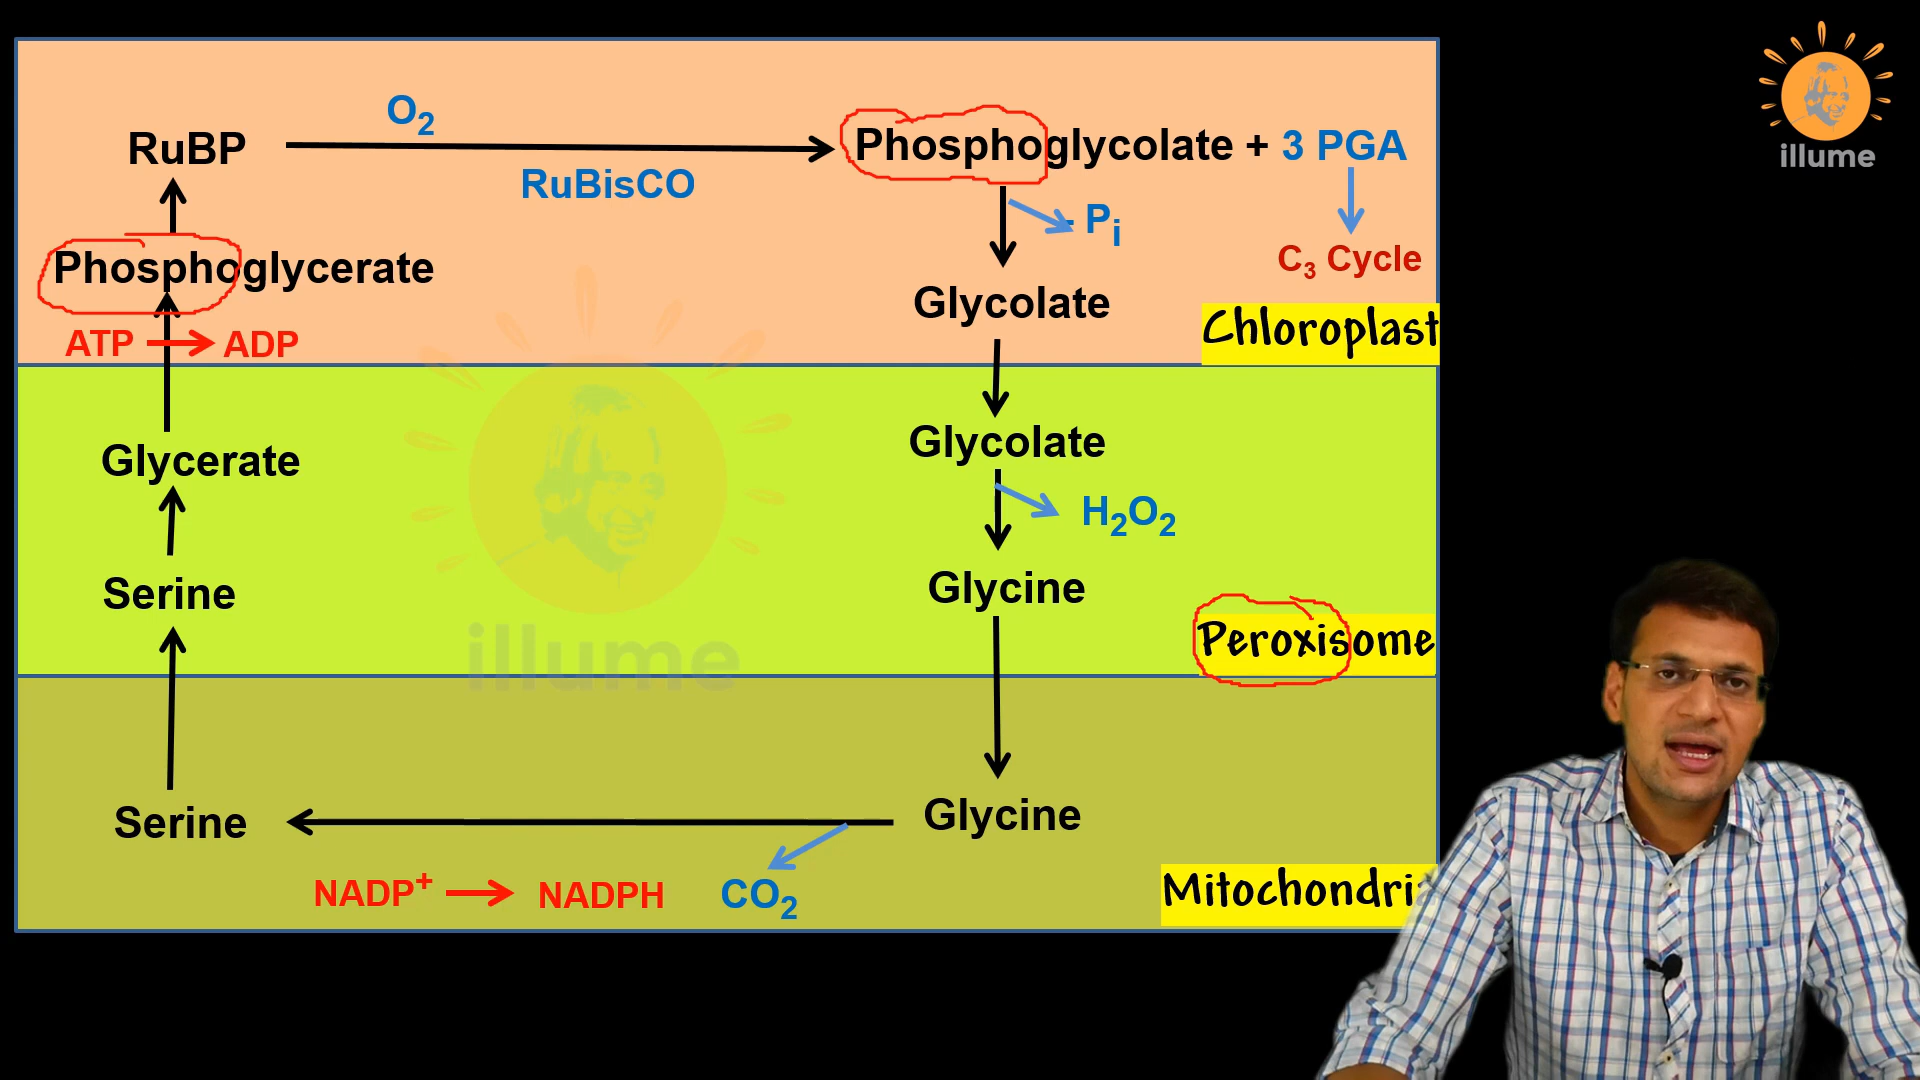 O2
RuBP
Phosphoglycolate + 3 PGA
RuBisCO
- Pi
Phosphoglycerate
C3 Cycle
Glycolate
ATP
ADP
Chloroplast
Glycolate
Glycerate
H2O2
Glycine
Serine
Peroxisome
illume
Glycine
Serine
NADP+
NADPH
CO2
Mitochondria
illume